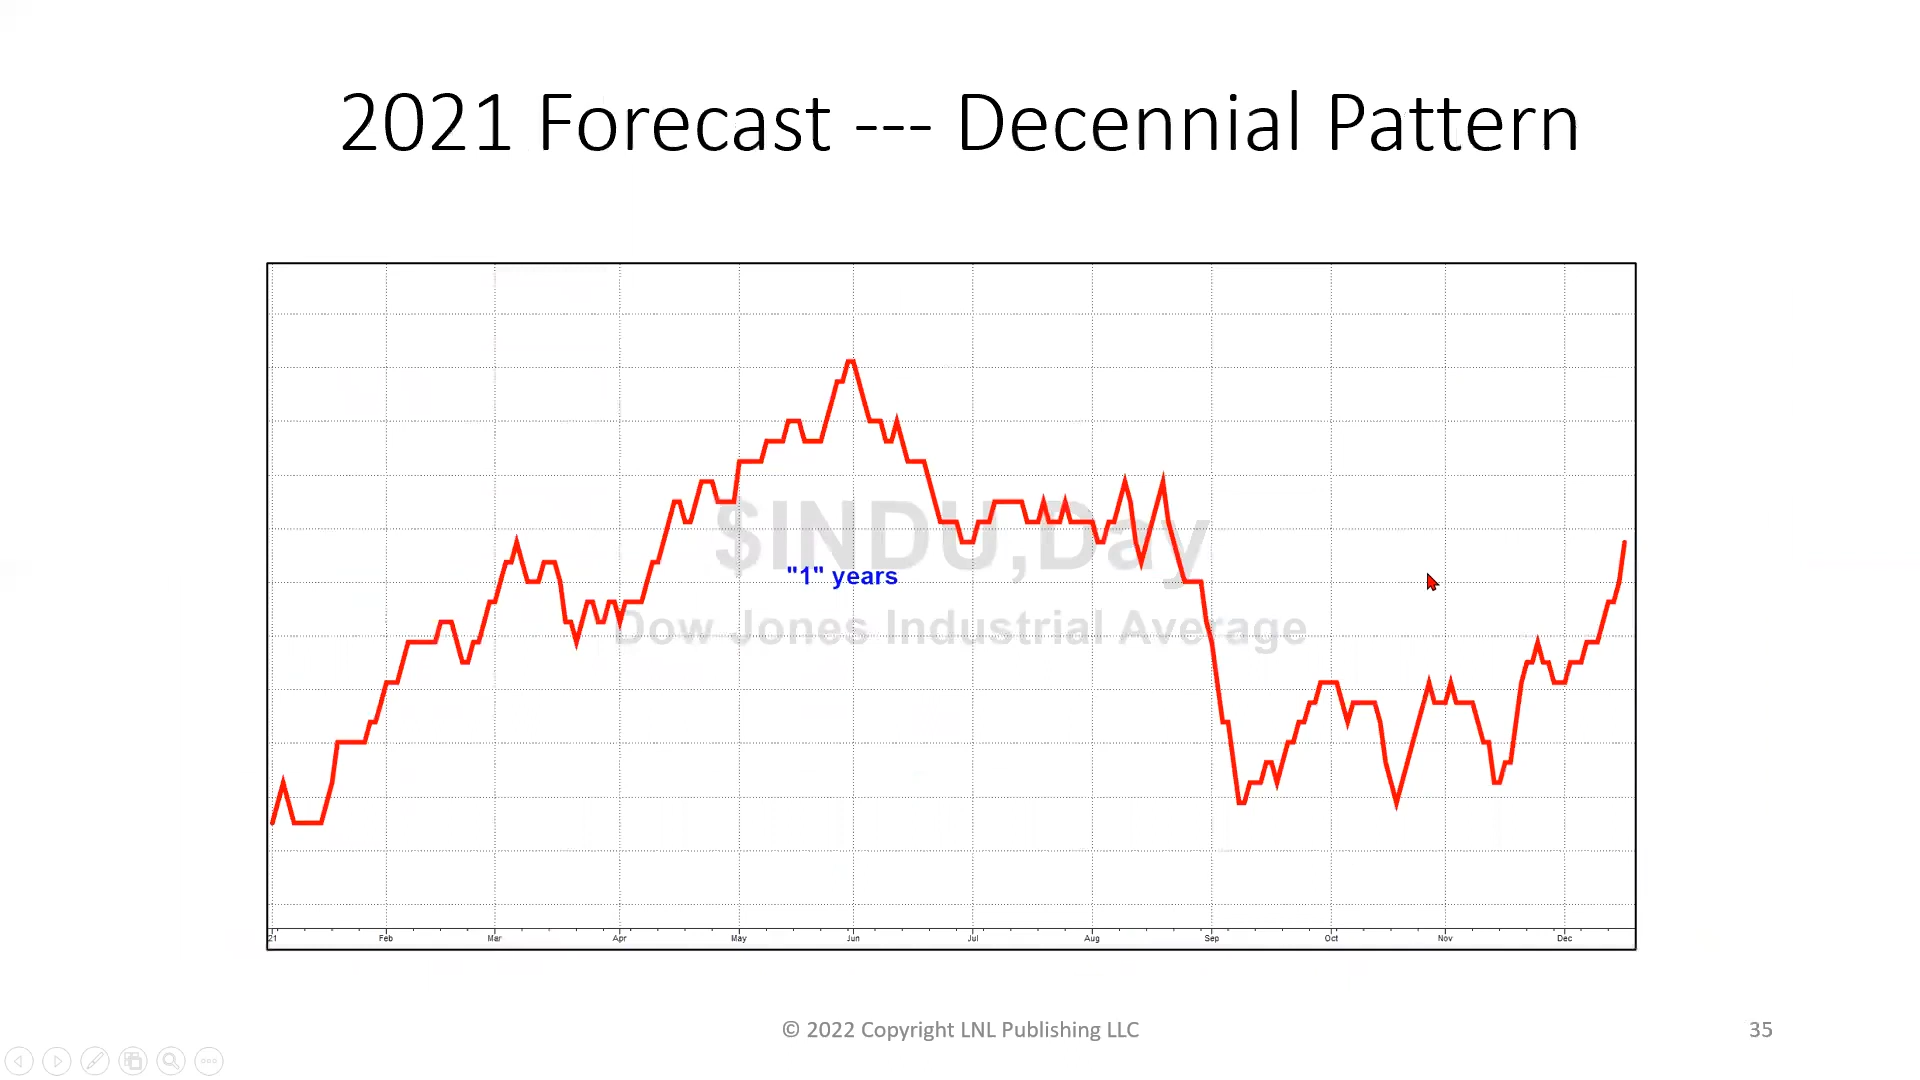 2021 Forecast --- Decennial Pattern
$INDU,Day
"1" years
Dow Jones Industrial Average
21 Feb Mar Apr May Jun Jul Aug Sep Oct Nov Dec
© 2022 Copyright LNL Publishing LLC
35